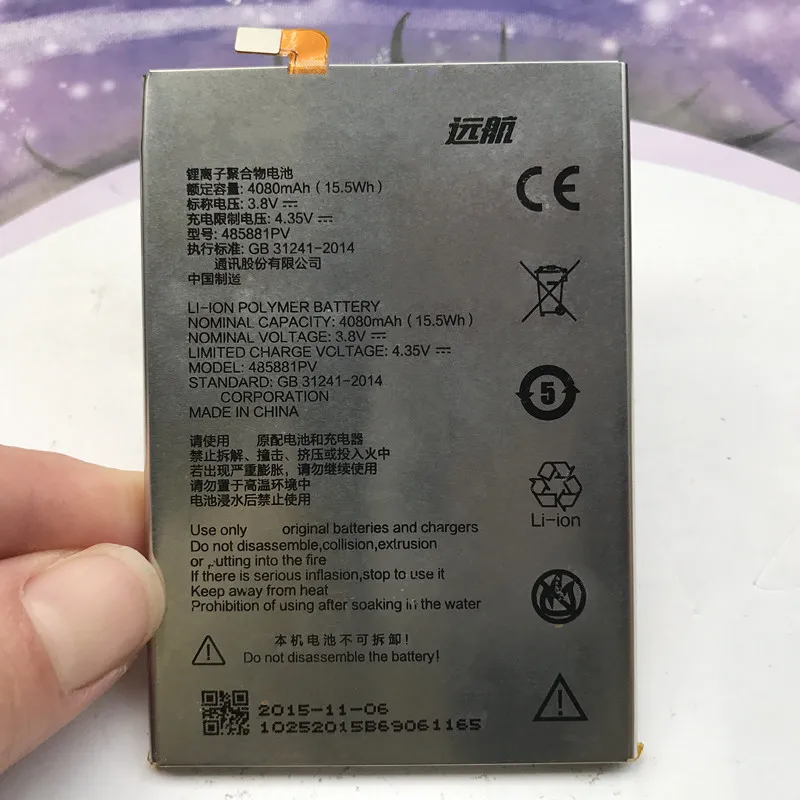 远航
锂离子聚合物电池
额定容量: 4080mAh (15.5Wh)
标称电压: 3.8V
充电限制电压: 4.35V
型号: 485881PV
执行标准: GB 31241-2014
通讯股份有限公司
中国制造
CE
LI-ION POLYMER BATTERY
NOMINAL CAPACITY: 4080mAh (15.5Wh)
NOMINAL VOLTAGE: 3.8V
LIMITED CHARGE VOLTAGE: 4.35V
MODEL: 485881PV
STANDARD: GB 31241-2014
CORPORATION
MADE IN CHINA
5
请使用 原配电池和充电器
禁止拆解、撞击、挤压或投入火中
若出现严重膨胀，请勿继续使用
请勿置于高温环境中
电池浸水后禁止使用
Li-ion
Use only original batteries and chargers
Do not disassemble,collision,extrusion
or putting into the fire
If there is serious inflasion,stop to use it
Keep away from heat
Prohibition of using after soaking in the water
本机电池不可拆卸!
Do not disassemble the battery!
2015-11-06
10252015B69061165